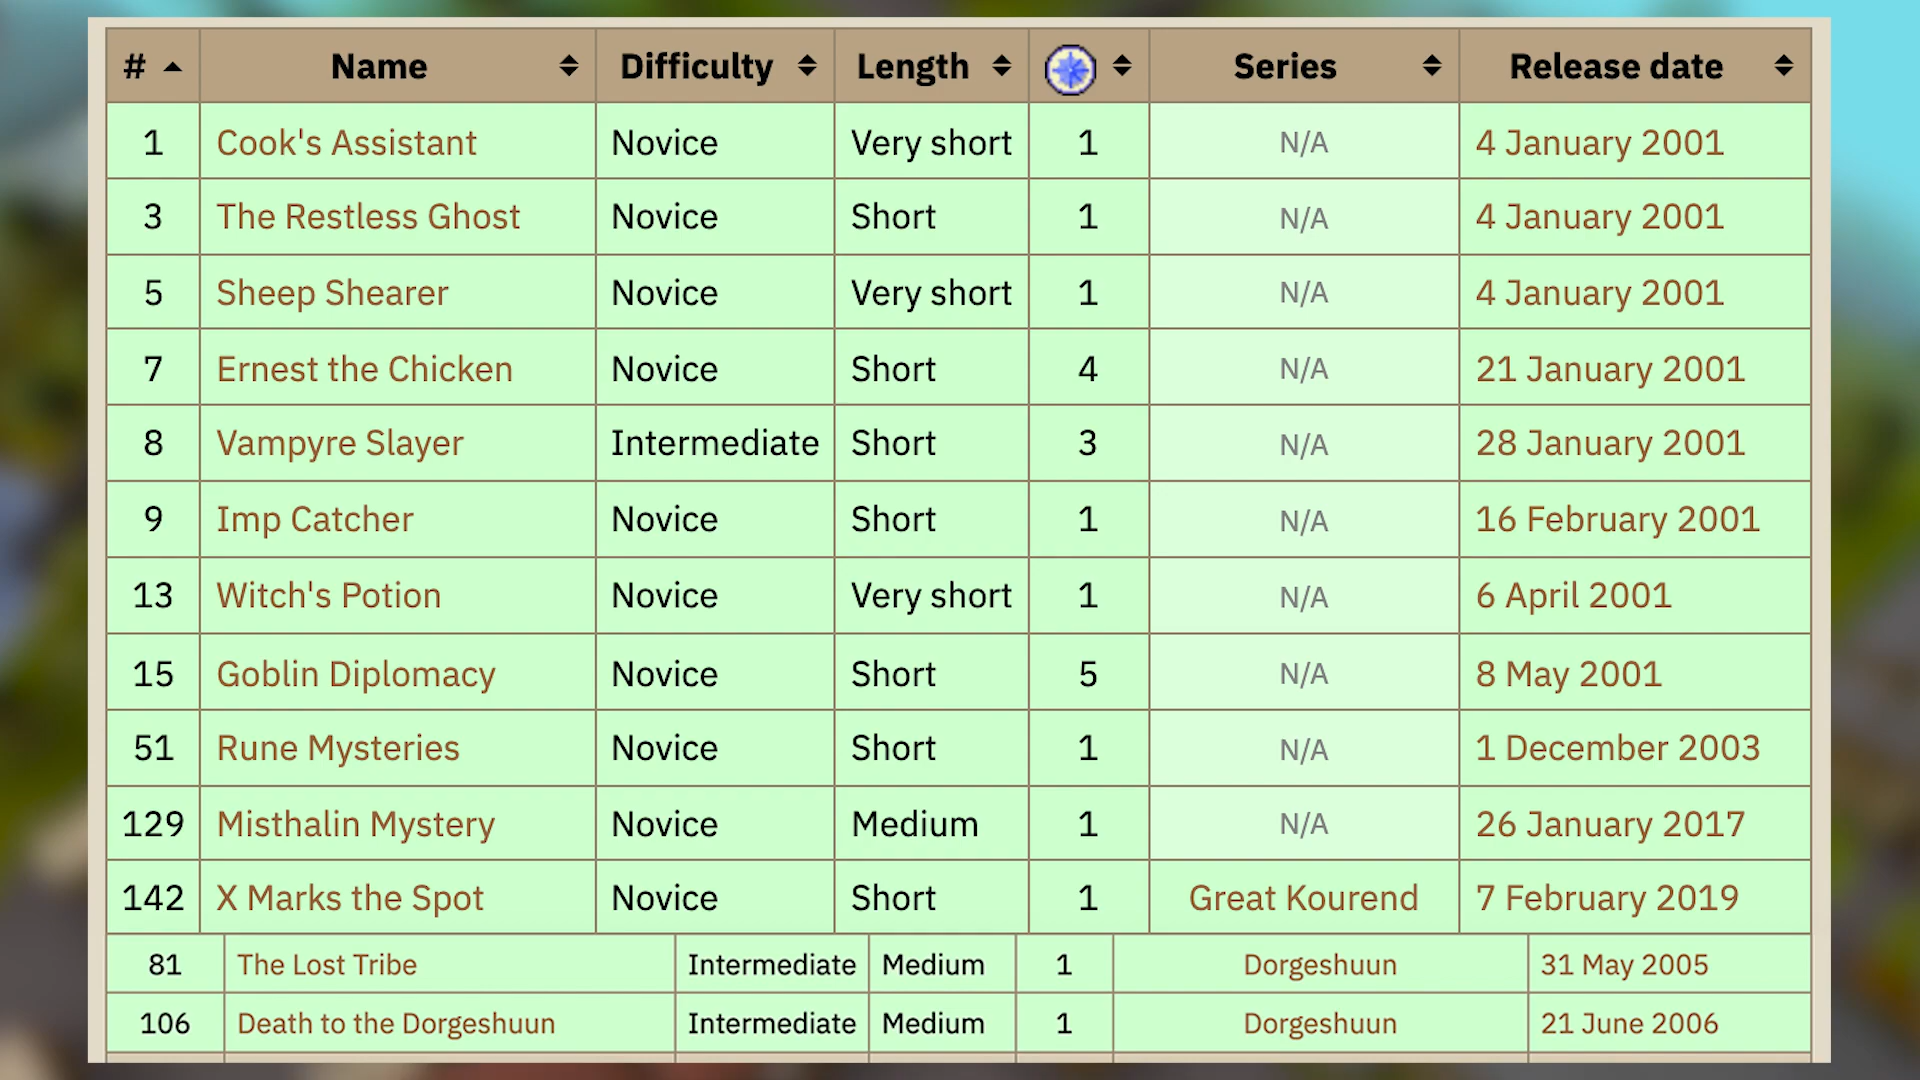 # Name Difficulty Length Series Release date
1 Cook's Assistant Novice Very short 1 N/A 4 January 2001
3 The Restless Ghost Novice Short 1 N/A 4 January 2001
5 Sheep Shearer Novice Very short 1 N/A 4 January 2001
7 Ernest the Chicken Novice Short 4 N/A 21 January 2001
8 Vampyre Slayer Intermediate Short 3 N/A 28 January 2001
9 Imp Catcher Novice Short 1 N/A 16 February 2001
13 Witch's Potion Novice Very short 1 N/A 6 April 2001
15 Goblin Diplomacy Novice Short 5 N/A 8 May 2001
51 Rune Mysteries Novice Short 1 N/A 1 December 2003
129 Misthalin Mystery Novice Medium 1 N/A 26 January 2017
142 X Marks the Spot Novice Short 1 Great Kourend 7 February 2019
81 The Lost Tribe Intermediate Medium 1 Dorgeshuun 31 May 2005
106 Death to the Dorgeshuun Intermediate Medium 1 Dorgeshuun 21 June 2006